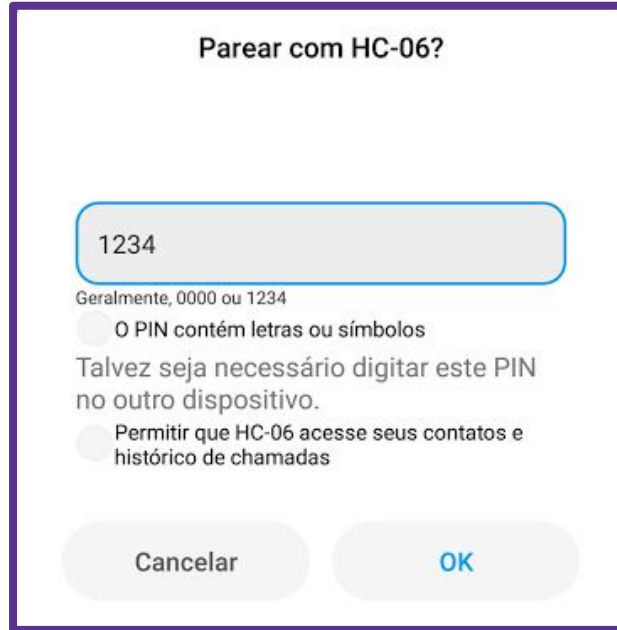 Parear com HC-06?
1234
Geralmente, 0000 ou 1234
O PIN contém letras ou símbolos
Talvez seja necessário digitar este PIN
no outro dispositivo.
Permitir que HC-06 acesse seus contatos e
histórico de chamadas
Cancelar
OK